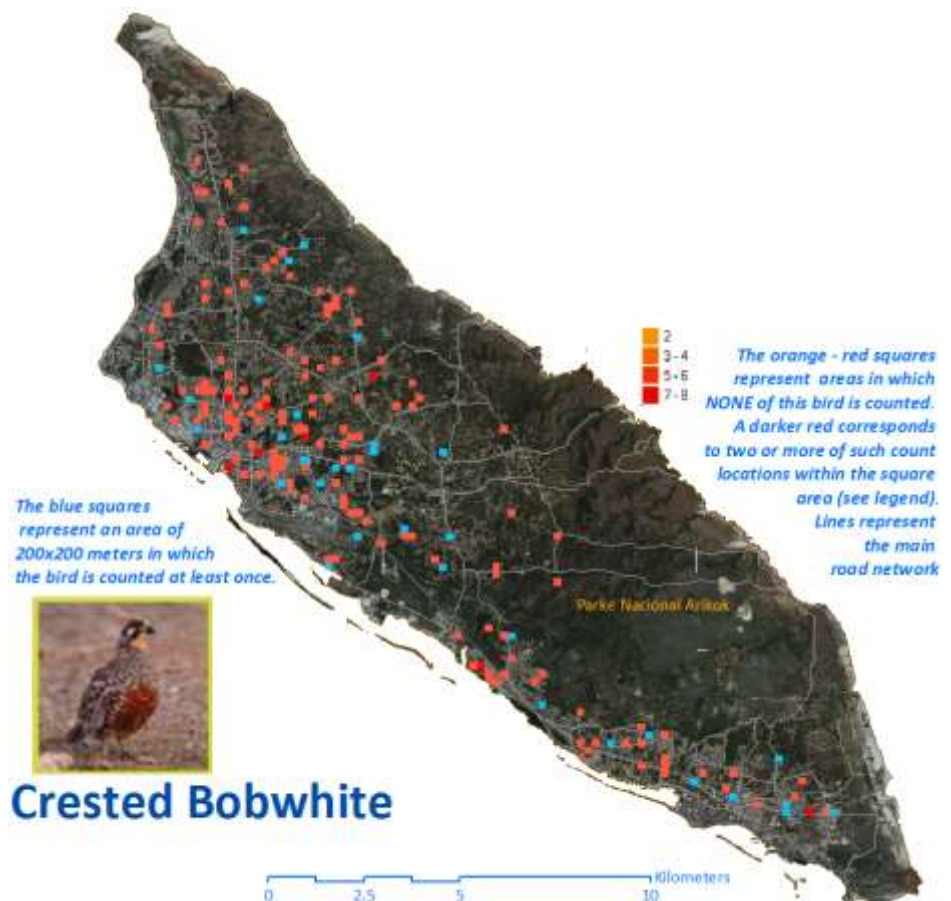 2
3 - 4
5 - 6
7 - 8
The orange - red squares
represent areas in which
NONE of this bird is counted.
A darker red corresponds
to two or more of such count
locations within the square
area (see legend).
Lines represent
the main
road network
The blue squares
represent an area of
200x200 meters in which
the bird is counted at least once.
Parke Nacional Arikok
Crested Bobwhite
Kilometers
0 2.5 5 10